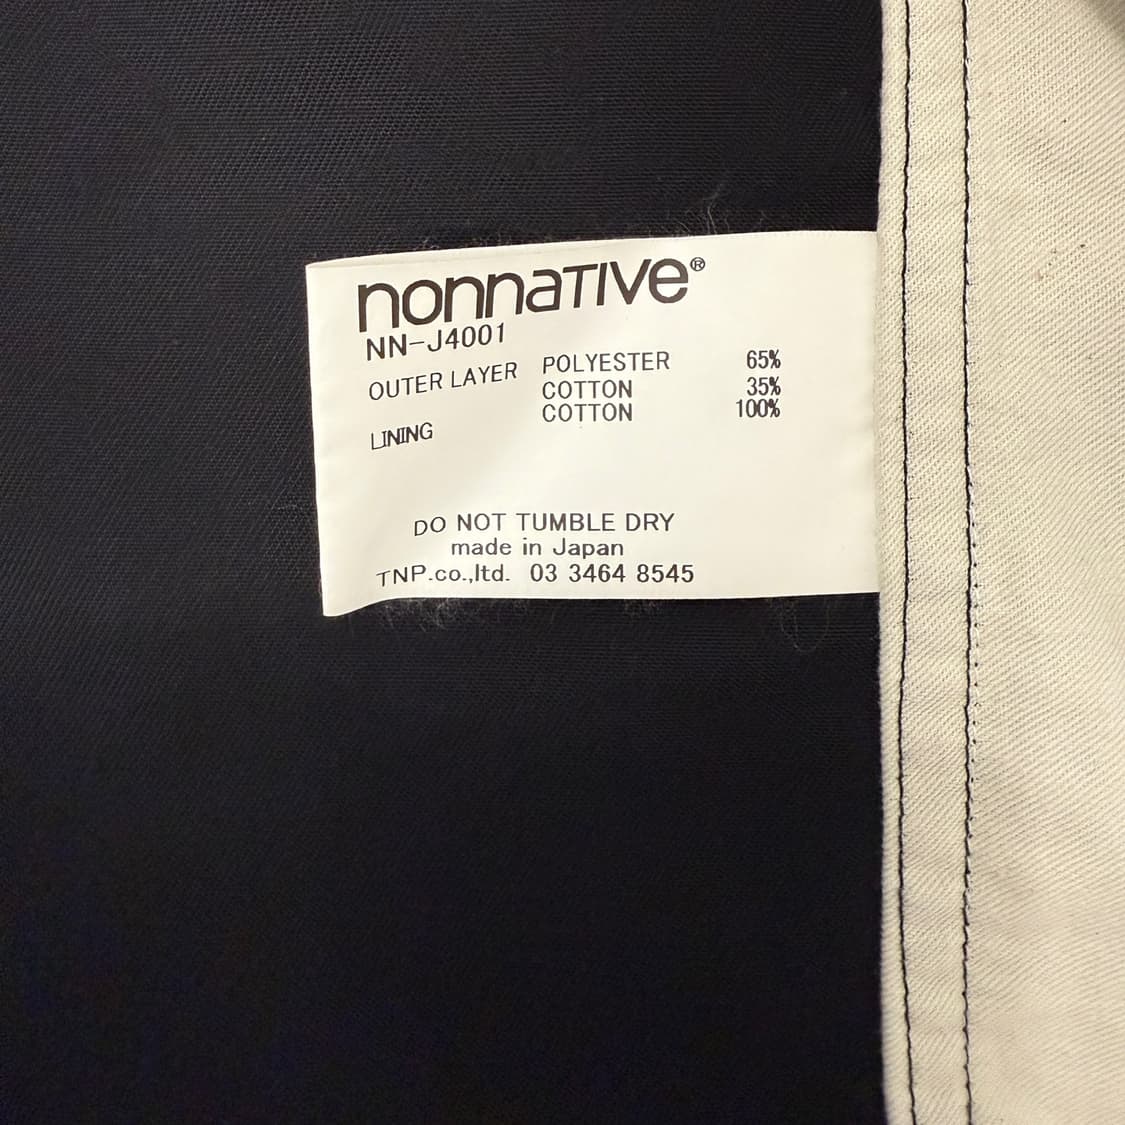 nonnative®
NN-J4001
OUTER LAYER POLYESTER 65%
COTTON 35%
LINING COTTON 100%
DO NOT TUMBLE DRY
made in Japan
TNP.co.,ltd. 03 3464 8545